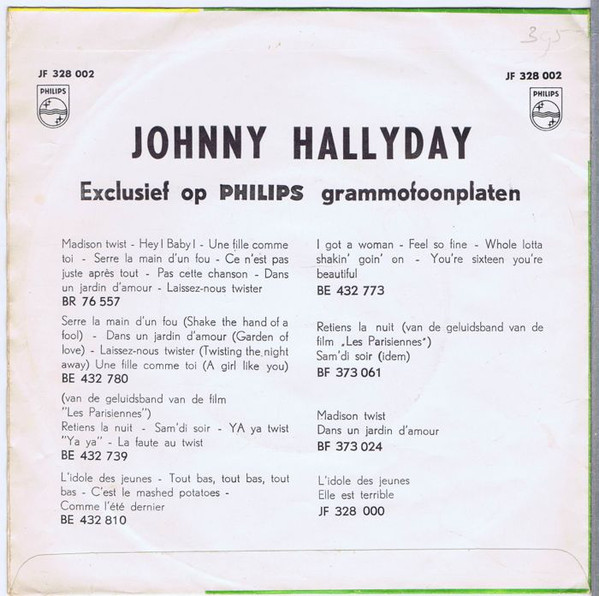 3,-5
JF 328 002
JF 328 002
PHILIPS
PHILIPS
JOHNNY HALLYDAY
Exclusief op PHILIPS grammofoonplaten
Madison twist - Hey! Baby! - Une fille comme
toi - Serre la main d'un fou - Ce n'est pas
juste après tout - Pas cette chanson - Dans
un jardin d'amour - Laissez-nous twister
BR 76 557
Serre la main d'un fou (Shake the hand of a
fool) - Dans un jardin d'amour (Garden of
love) - Laissez-nous twister (Twisting the night
away) Une fille comme toi (A girl like you)
BE 432 780
(van de geluidsband van de film
"Les Parisiennes")
Retiens la nuit - Sam'di soir - YA ya twist
"Ya ya" - La faute au twist
BE 432 739
L'idole des jeunes - Tout bas, tout bas, tout
bas - C'est le mashed potatoes -
Comme l'été dernier
BE 432 810
I got a woman - Feel so fine - Whole lotta
shakin' goin' on - You're sixteen you're
beautiful
BE 432 773
Retiens la nuit (van de geluidsband van de
film „Les Parisiennes")
Sam'di soir (idem)
BF 373 061
Madison twist
Dans un jardin d'amour
BF 373 024
L'idole des jeunes
Elle est terrible
JF 328 000